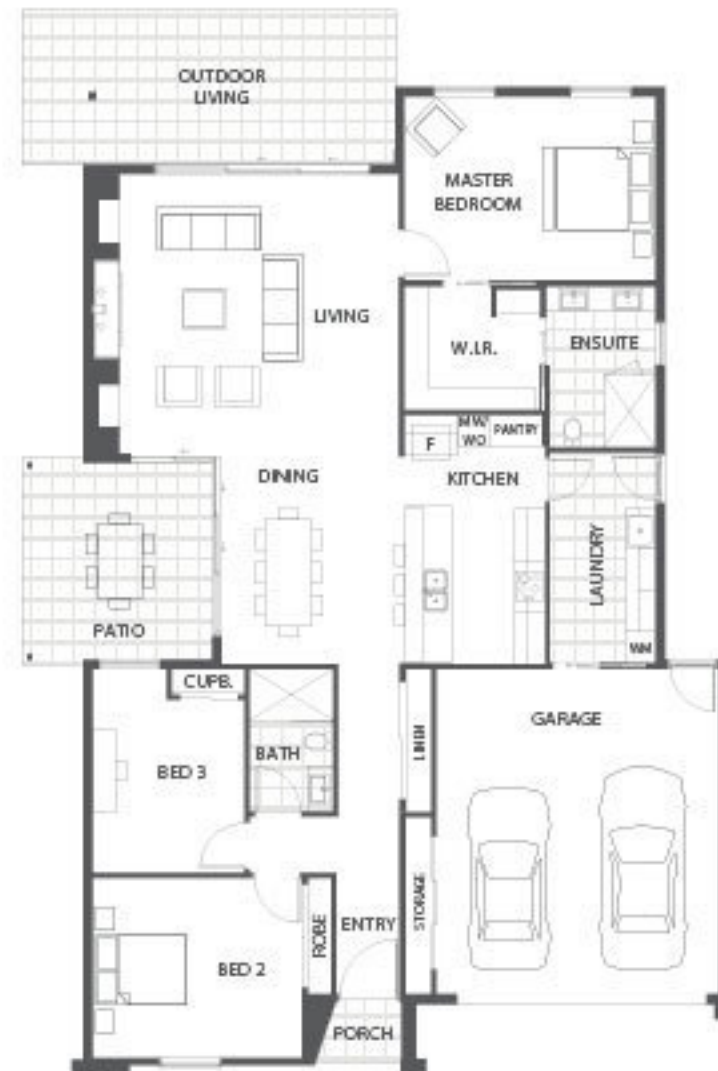 OUTDOOR
LIVING
MASTER
BEDROOM
LIVING
W.I.R.
ENSUITE
F
MW/
WO
PANTRY
DINING
KITCHEN
LAUNDRY
PATIO
WM
CUPB.
BATH
BED 3
LINEN
GARAGE
STORAGE
ENTRY
ROBE
BED 2
PORCH